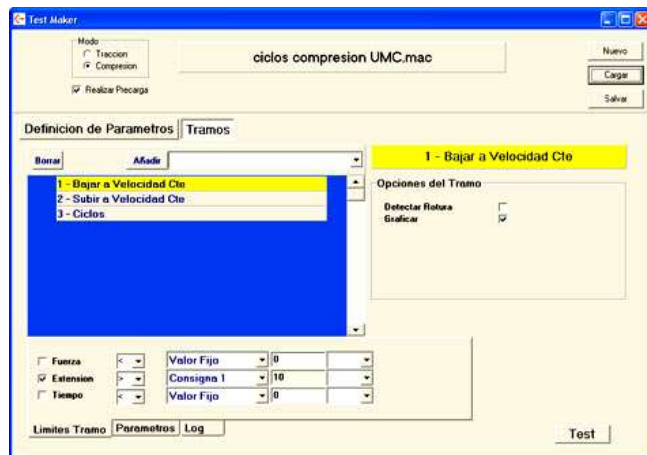 Test Maker
Modo
Traccion
Compresion
Realizar Precarga
ciclos compresion UMC.mac
Nuevo
Cargar
Salvar
Definicion de Parametros
Tramos
Borrar
Añadir
1 - Bajar a Velocidad Cte
2 - Subir a Velocidad Cte
3 - Ciclos
1 - Bajar a Velocidad Cte
Opciones del Tramo
Detectar Rotura
Graficar
Fuerza < Valor Fijo 0
Extension > Consigna 1 10
Tiempo < Valor Fijo 0
Limites Tramo Parametros Log
Test